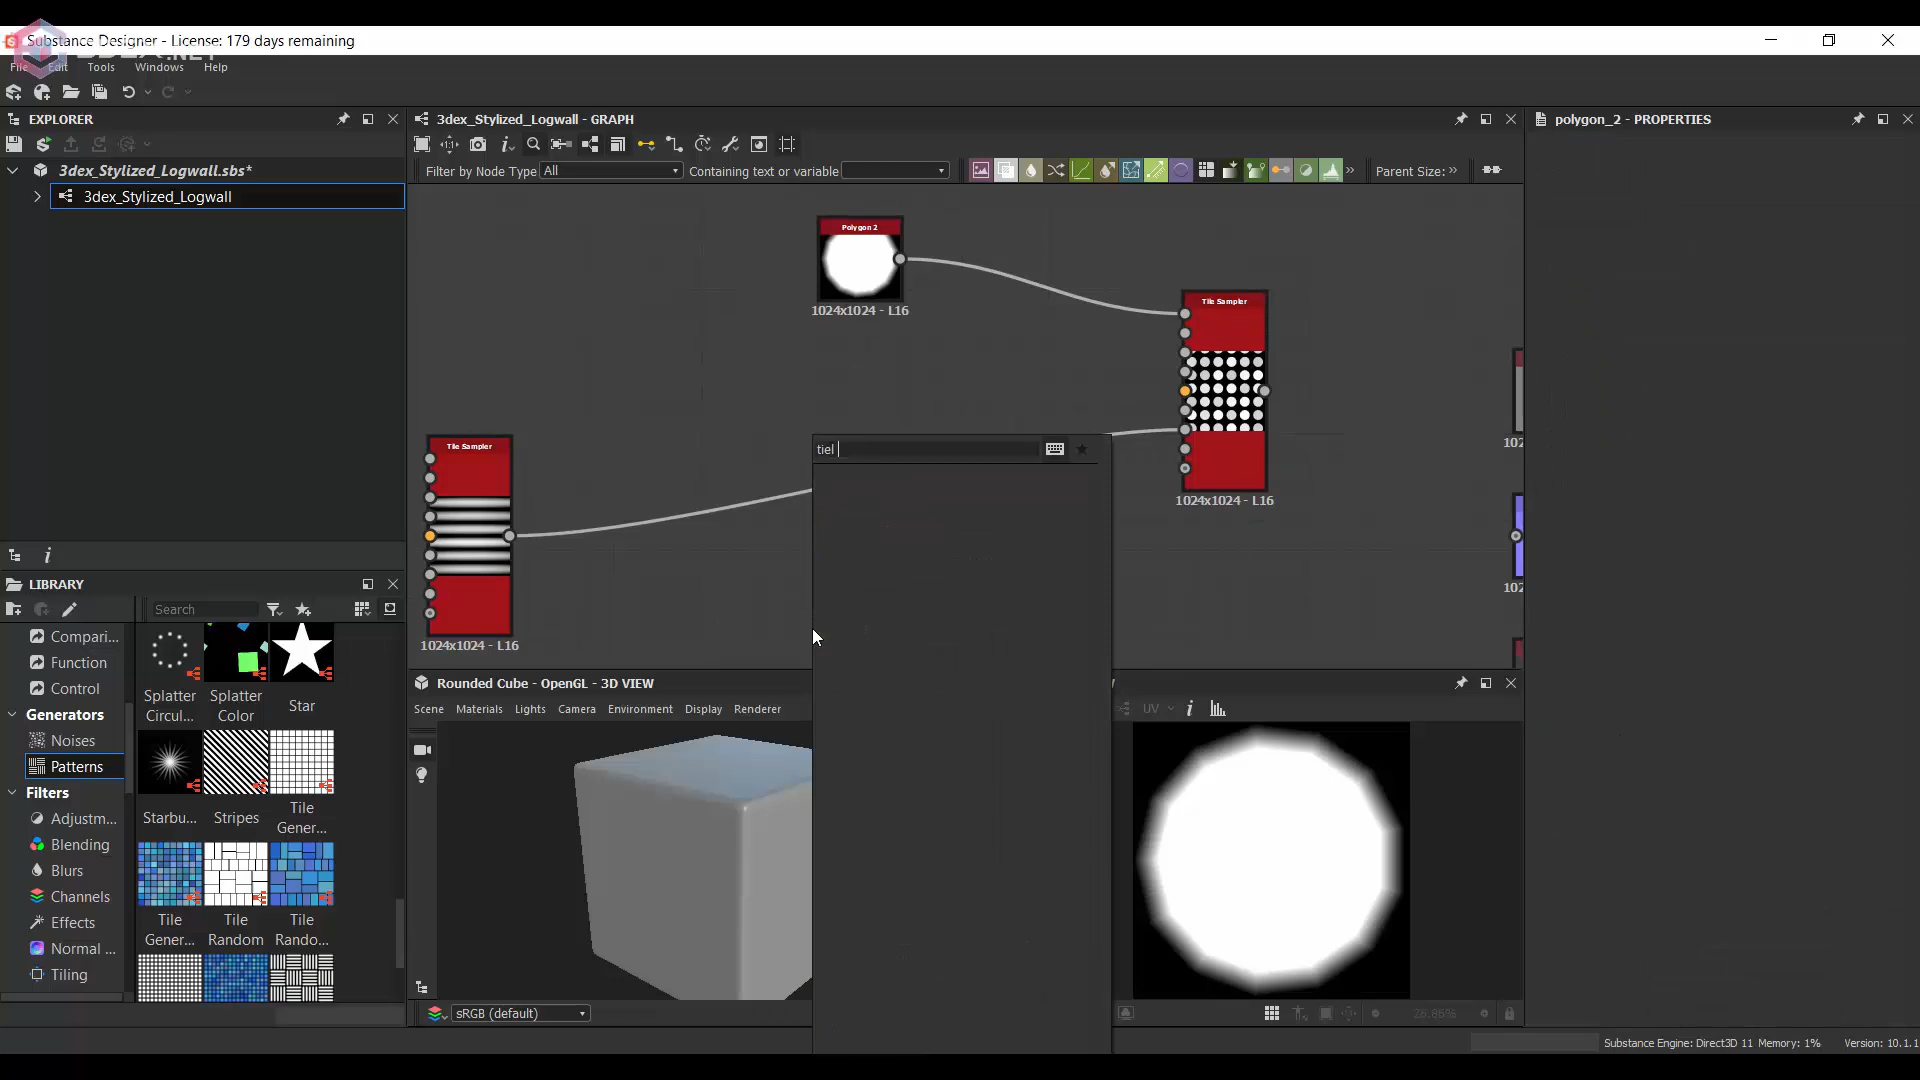 Substance Designer - License: 179 days remaining
File Edit Tools Windows Help
EXPLORER
3dex_Stylized_Logwall.sbs*
3dex_Stylized_Logwall
3dex_Stylized_Logwall - GRAPH
Filter by Node Type All Containing text or variable Parent Size:
Polygon 2
1024x1024 - L16
Tile Sampler
1024x1024 - L16
Tile Sampler
1024x1024 - L16
tiel
polygon_2 - PROPERTIES
LIBRARY
Search
Compari...
Function
Control
Generators
Noises
Patterns
Filters
Adjustm...
Blending
Blurs
Channels
Effects
Normal ...
Tiling
Splatter
Circul...
Splatter
Color
Star
Starbu...
Stripes
Tile
Gener...
Tile
Gener...
Tile
Random
Tile
Rando...
Rounded Cube - OpenGL - 3D VIEW
Scene Materials Lights Camera Environment Display Renderer
sRGB (default)
UV
26.86%
Substance Engine: Direct3D 11 Memory: 1% Version: 10.1.1